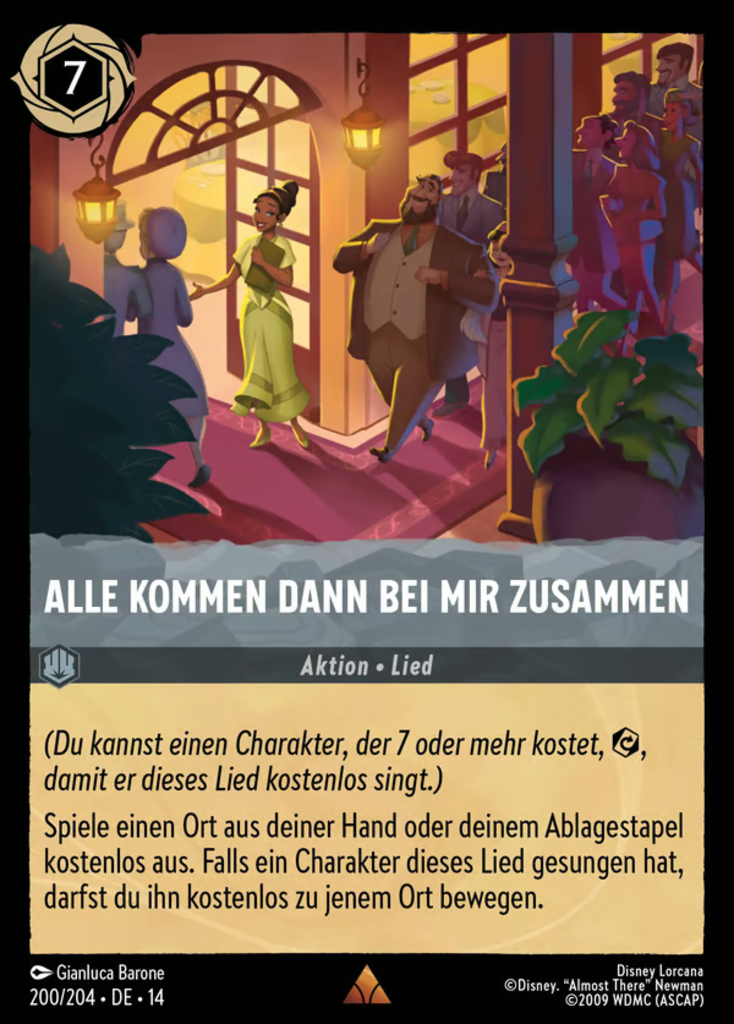 7
ALLE KOMMEN DANN BEI MIR ZUSAMMEN
Aktion • Lied
(Du kannst einen Charakter, der 7 oder mehr kostet, ,
damit er dieses Lied kostenlos singt.)
Spiele einen Ort aus deiner Hand oder deinem Ablagestapel
kostenlos aus. Falls ein Charakter dieses Lied gesungen hat,
darfst du ihn kostenlos zu jenem Ort bewegen.
Gianluca Barone
200/204 • DE • 14
Disney Lorcana
©Disney. “Almost There” Newman
©2009 WDMC (ASCAP)